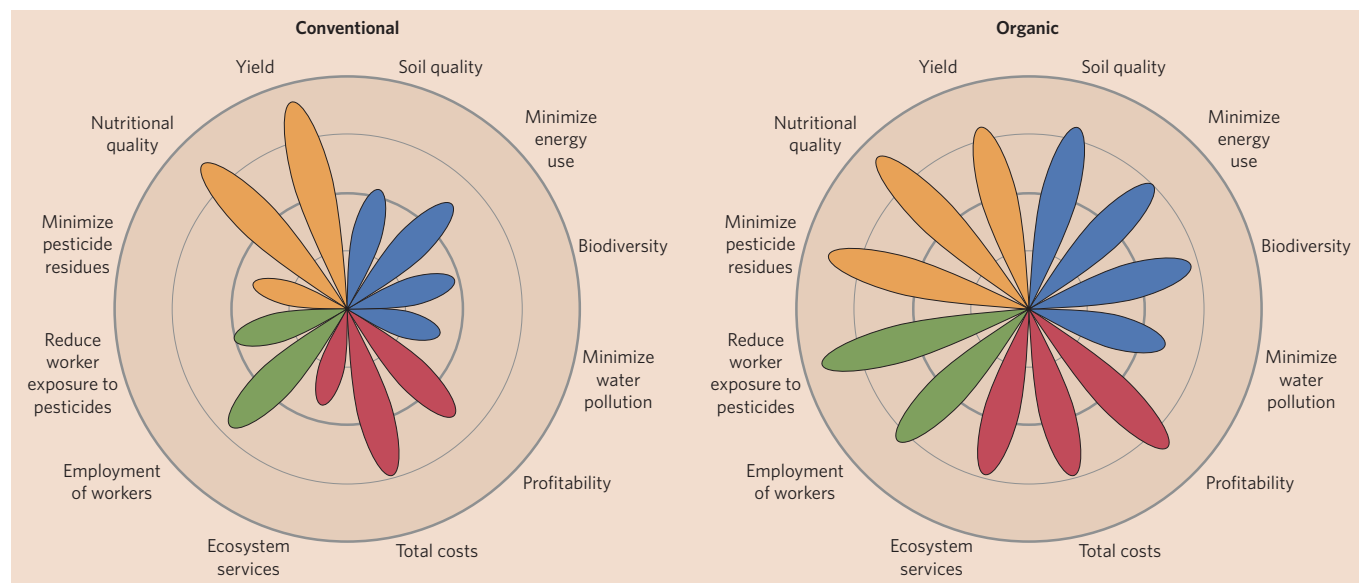 Conventional
Yield
Soil quality
Minimize
energy
use
Biodiversity
Minimize
water
pollution
Profitability
Total costs
Ecosystem
services
Employment
of workers
Reduce
worker
exposure to
pesticides
Minimize
pesticide
residues
Nutritional
quality
Organic
Yield
Soil quality
Minimize
energy
use
Biodiversity
Minimize
water
pollution
Profitability
Total costs
Ecosystem
services
Employment
of workers
Reduce
worker
exposure to
pesticides
Minimize
pesticide
residues
Nutritional
quality